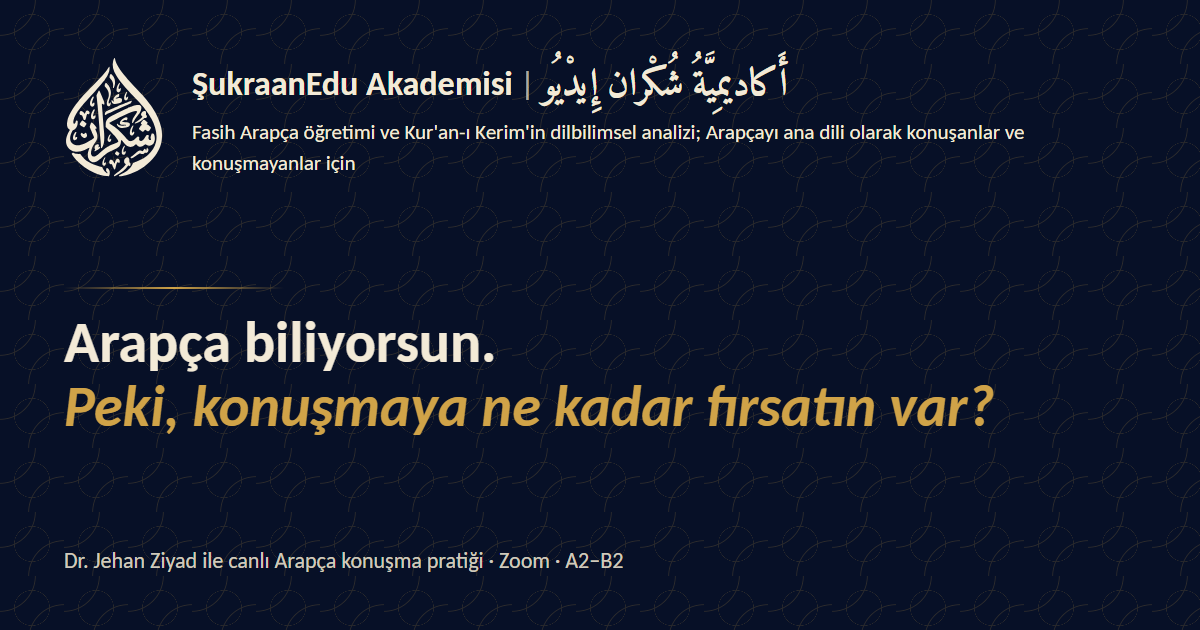 شُكْرَان
ŞukraanEdu Akademisi | أَكاديمِيَّةُ شُكْران إِيدْيُو
Fasih Arapça öğretimi ve Kur'an-ı Kerim'in dilbilimsel analizi; Arapçayı ana dili olarak konuşanlar ve
konuşmayanlar için
Arapça biliyorsun.
Peki, konuşmaya ne kadar fırsatın var?
Dr. Jehan Ziyad ile canlı Arapça konuşma pratiği · Zoom · A2–B2